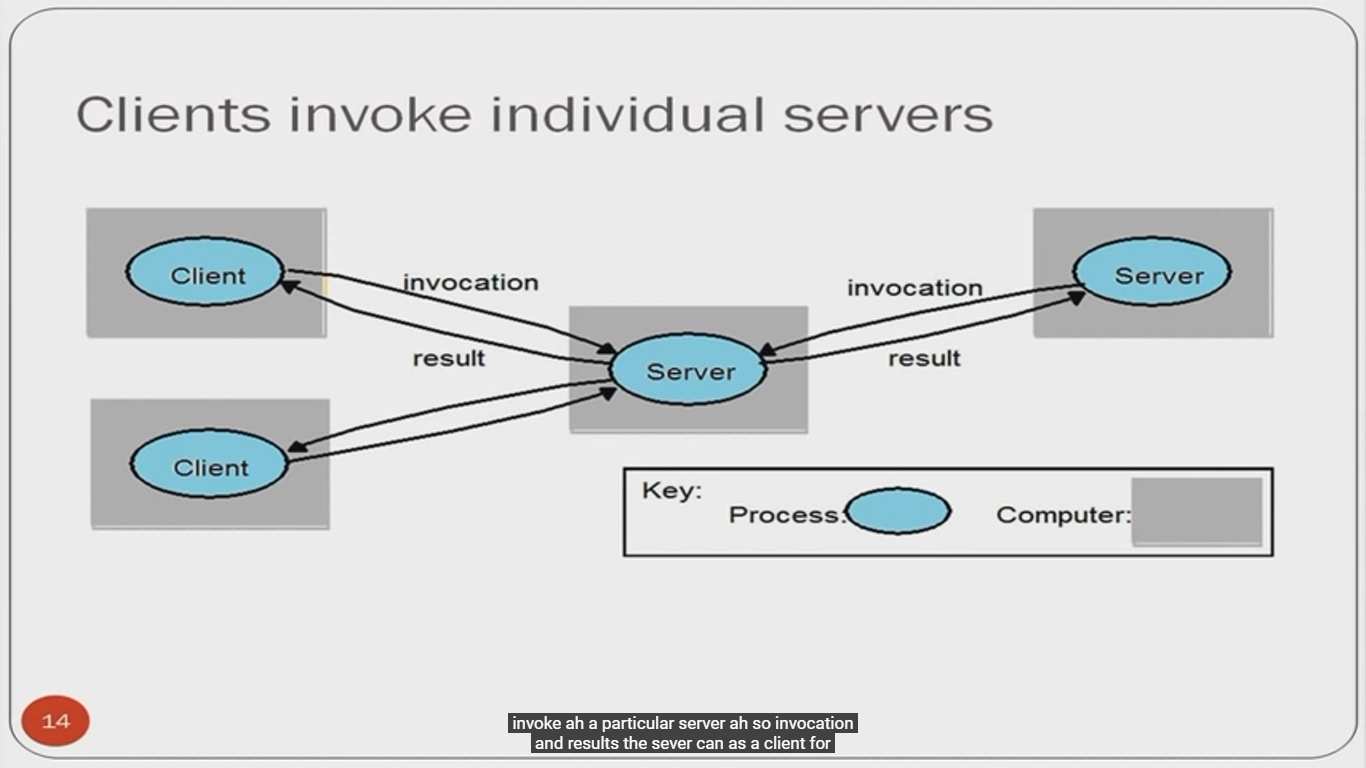 Clients invoke individual servers
Client
invocation
result
Server
invocation
result
Server
Client
Key:
Process:
Computer:
14
invoke ah a particular server ah so invocation
and results the sever can as a client for